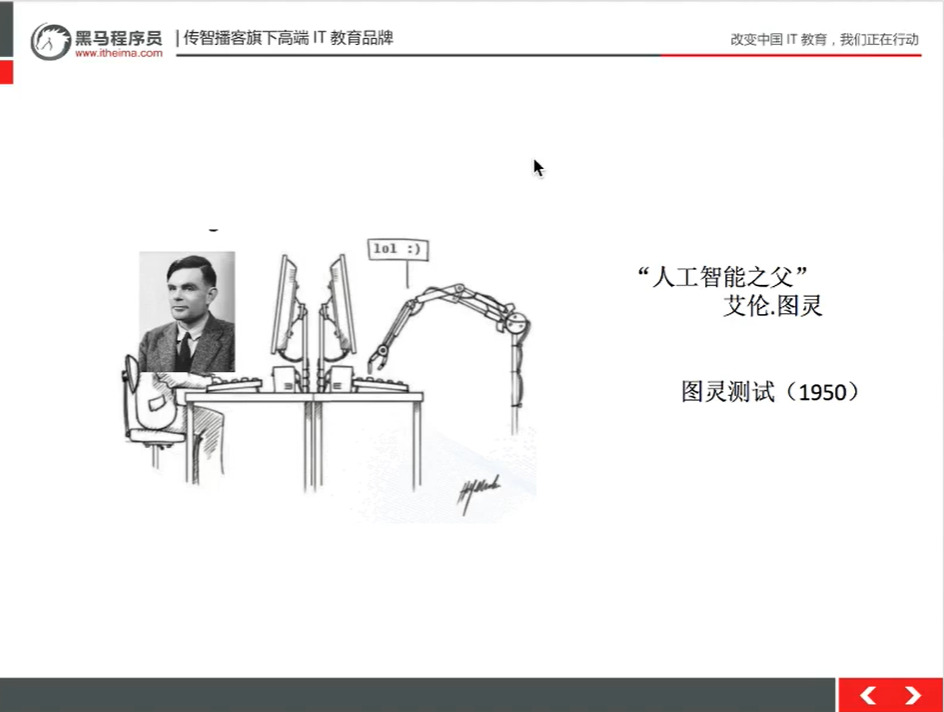 黑马程序员
www.itheima.com
传智播客旗下高端 IT 教育品牌
改变中国 IT 教育，我们正在行动
lol :)
“人工智能之父”
艾伦.图灵
图灵测试（1950）